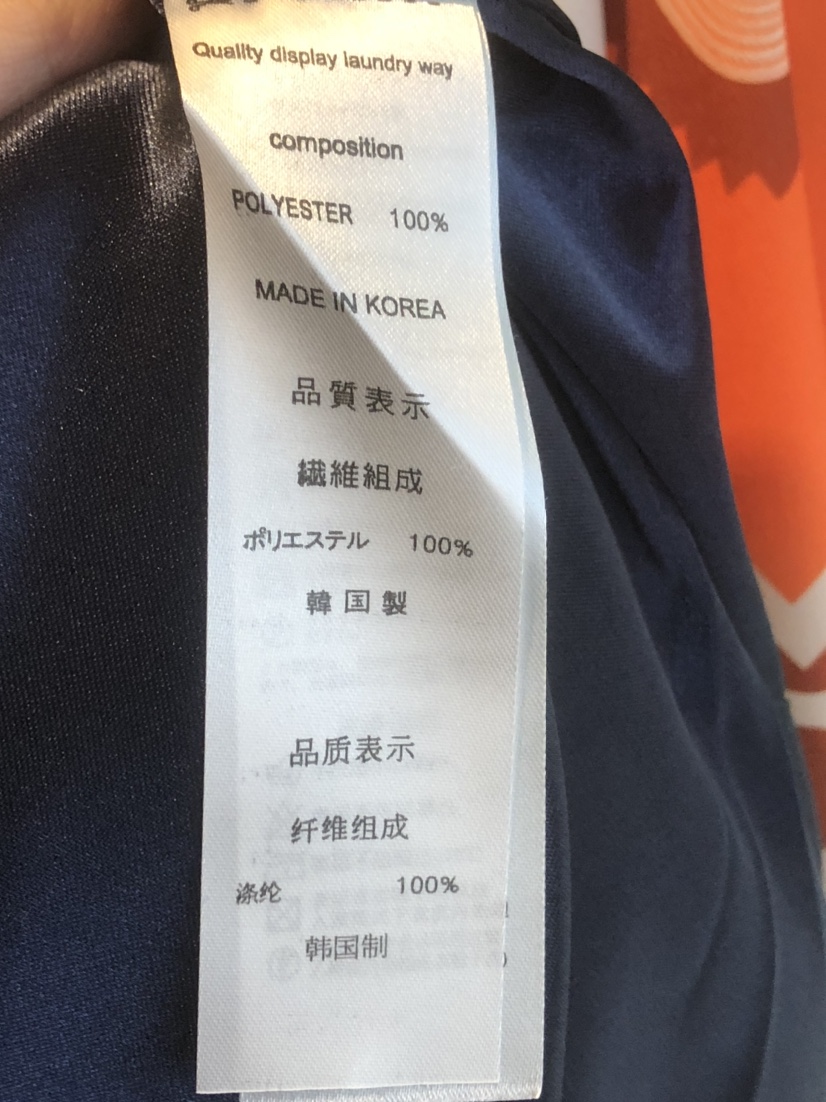 Quality display laundry way
composition
POLYESTER 100%
MADE IN KOREA
品質表示
繊維組成
ポリエステル 100%
韓国製
品质表示
纤维组成
涤纶 100%
韩国制